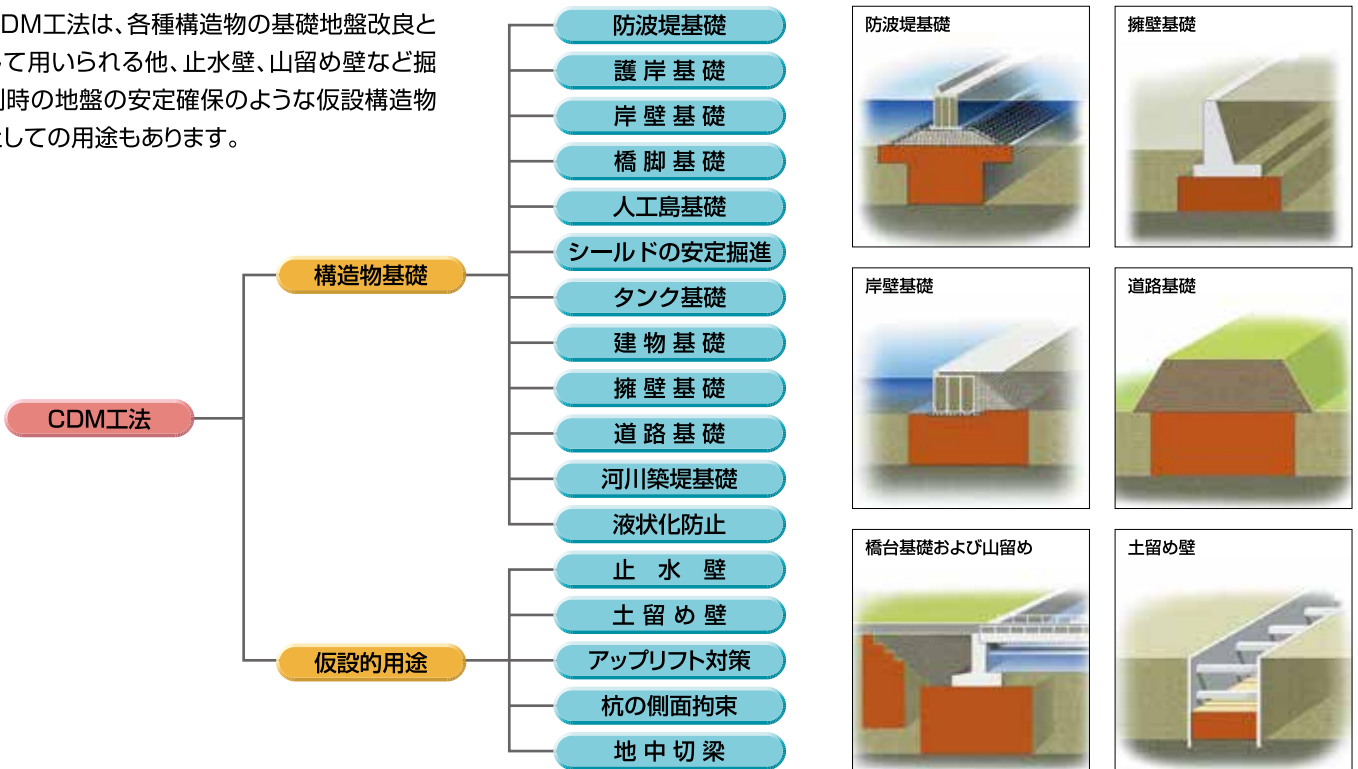 DM工法は、各種構造物の基礎地盤改良と
て用いられる他、止水壁、山留め壁など掘
時の地盤の安定確保のような仮設構造物
しての用途もあります。
CDM工法
構造物基礎
防波堤基礎
護岸基礎
岸壁基礎
橋脚基礎
人工島基礎
シールドの安定掘進
タンク基礎
建物基礎
擁壁基礎
道路基礎
河川築堤基礎
液状化防止
仮設的用途
止水壁
土留め壁
アップリフト対策
杭の側面拘束
地中切梁
防波堤基礎
擁壁基礎
岸壁基礎
道路基礎
橋台基礎および山留め
土留め壁